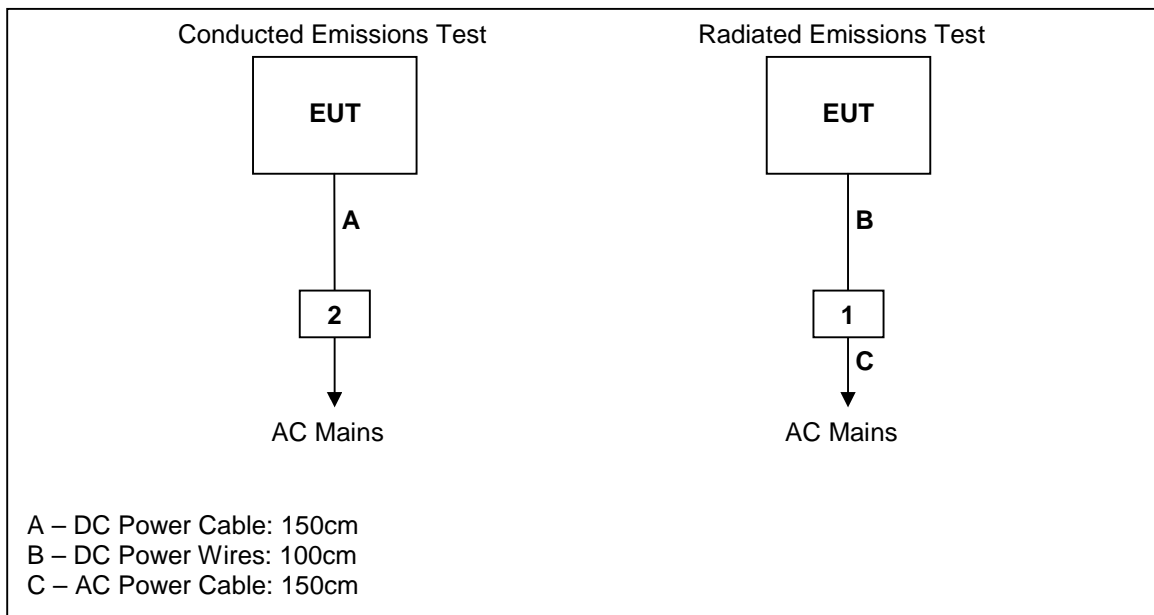 Conducted Emissions Test
EUT
A
2
AC Mains
Radiated Emissions Test
EUT
B
1
C
AC Mains
A – DC Power Cable: 150cm
B – DC Power Wires: 100cm
C – AC Power Cable: 150cm